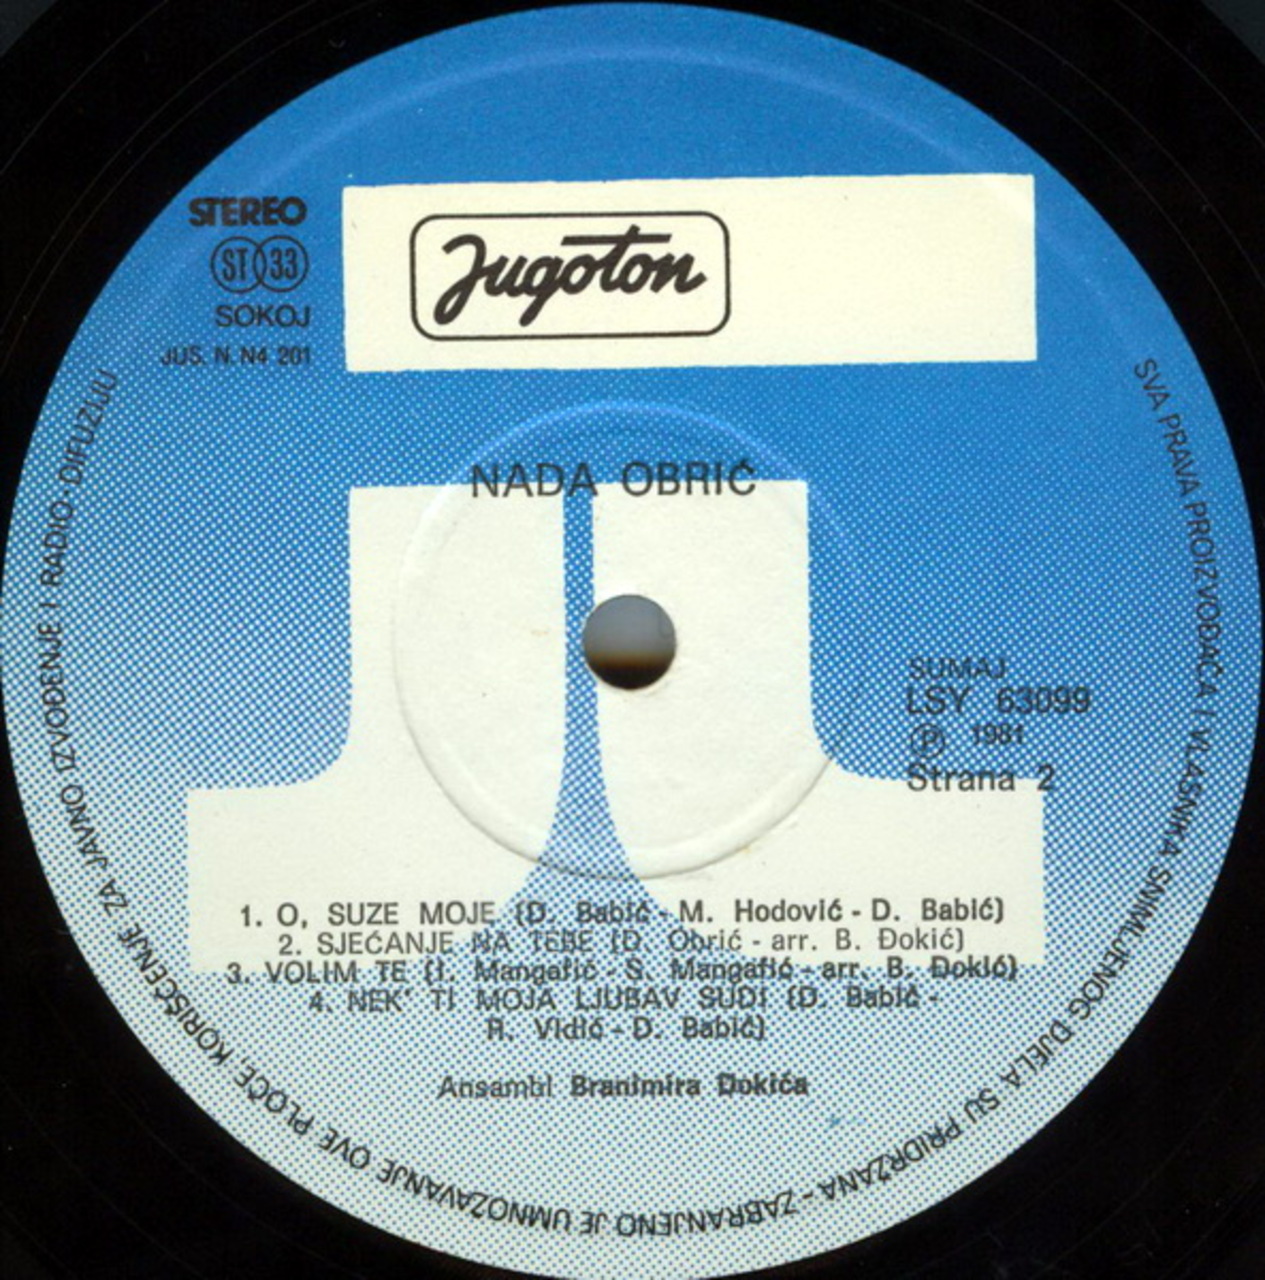 STEREO
ST 33
SOKOJ
JUS. N. N4 201
Jugoton
NADA OBRIĆ
SUMAJ
LSY 63099
℗ 1981
Strana 2
1. O, SUZE MOJE (D. Babić - M. Hodović - D. Babić)
2. SJEĆANJE NA TEBE (D. Obrić - arr. B. Đokić)
3. VOLIM TE (I. Mangafić - S. Mangafić - arr. B. Đokić)
4. NEK' TI MOJA LJUBAV SUDI (D. Babić -
R. Vidić - D. Babić)
Ansambl Branimira Đokića
SVA PRAVA PROIZVOĐAČA I VLASNIKA SNIMLJENOG DJELA SU PRIDRŽANA - ZABRANJENO JE UMNOŽAVANJE OVE PLOČE, KORIŠĆENJE ZA JAVNO IZVOĐENJE I RADIO-DIFUZIJU